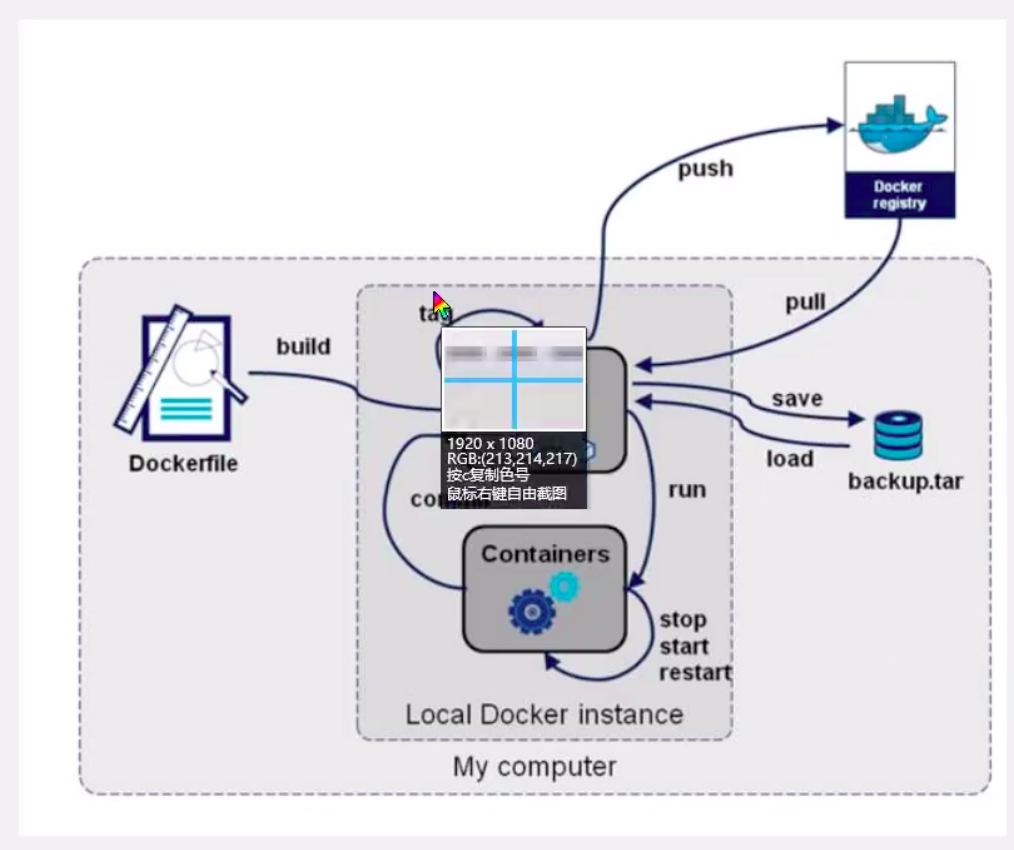 push
Docker
registry
pull
tag
build
save
load
backup.tar
Dockerfile
1920 x 1080
RGB:(213,214,217)
按c复制色号
鼠标右键自由截图
run
Containers
stop
start
restart
Local Docker instance
My computer